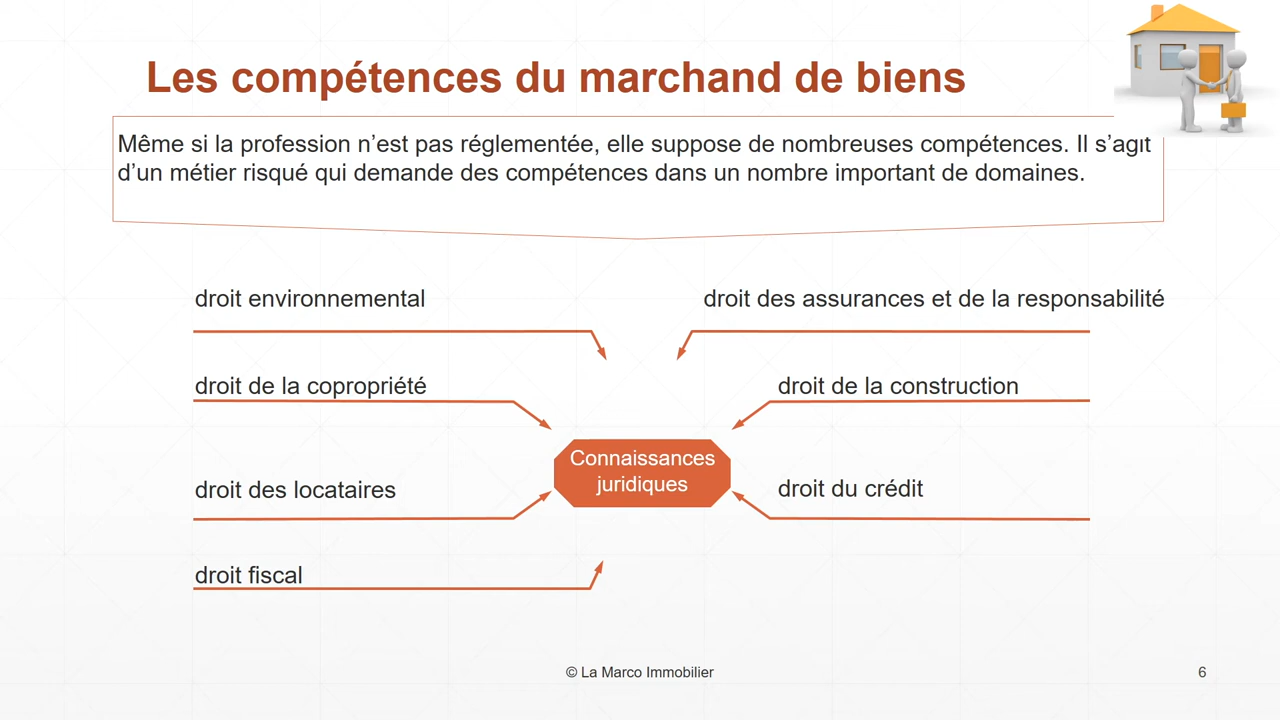 Les compétences du marchand de biens
Même si la profession n’est pas réglementée, elle suppose de nombreuses compétences. Il s’agit
d’un métier risqué qui demande des compétences dans un nombre important de domaines.
droit environnemental
droit des assurances et de la responsabilité
droit de la copropriété
droit de la construction
Connaissances
juridiques
droit des locataires
droit du crédit
droit fiscal
© La Marco Immobilier
6